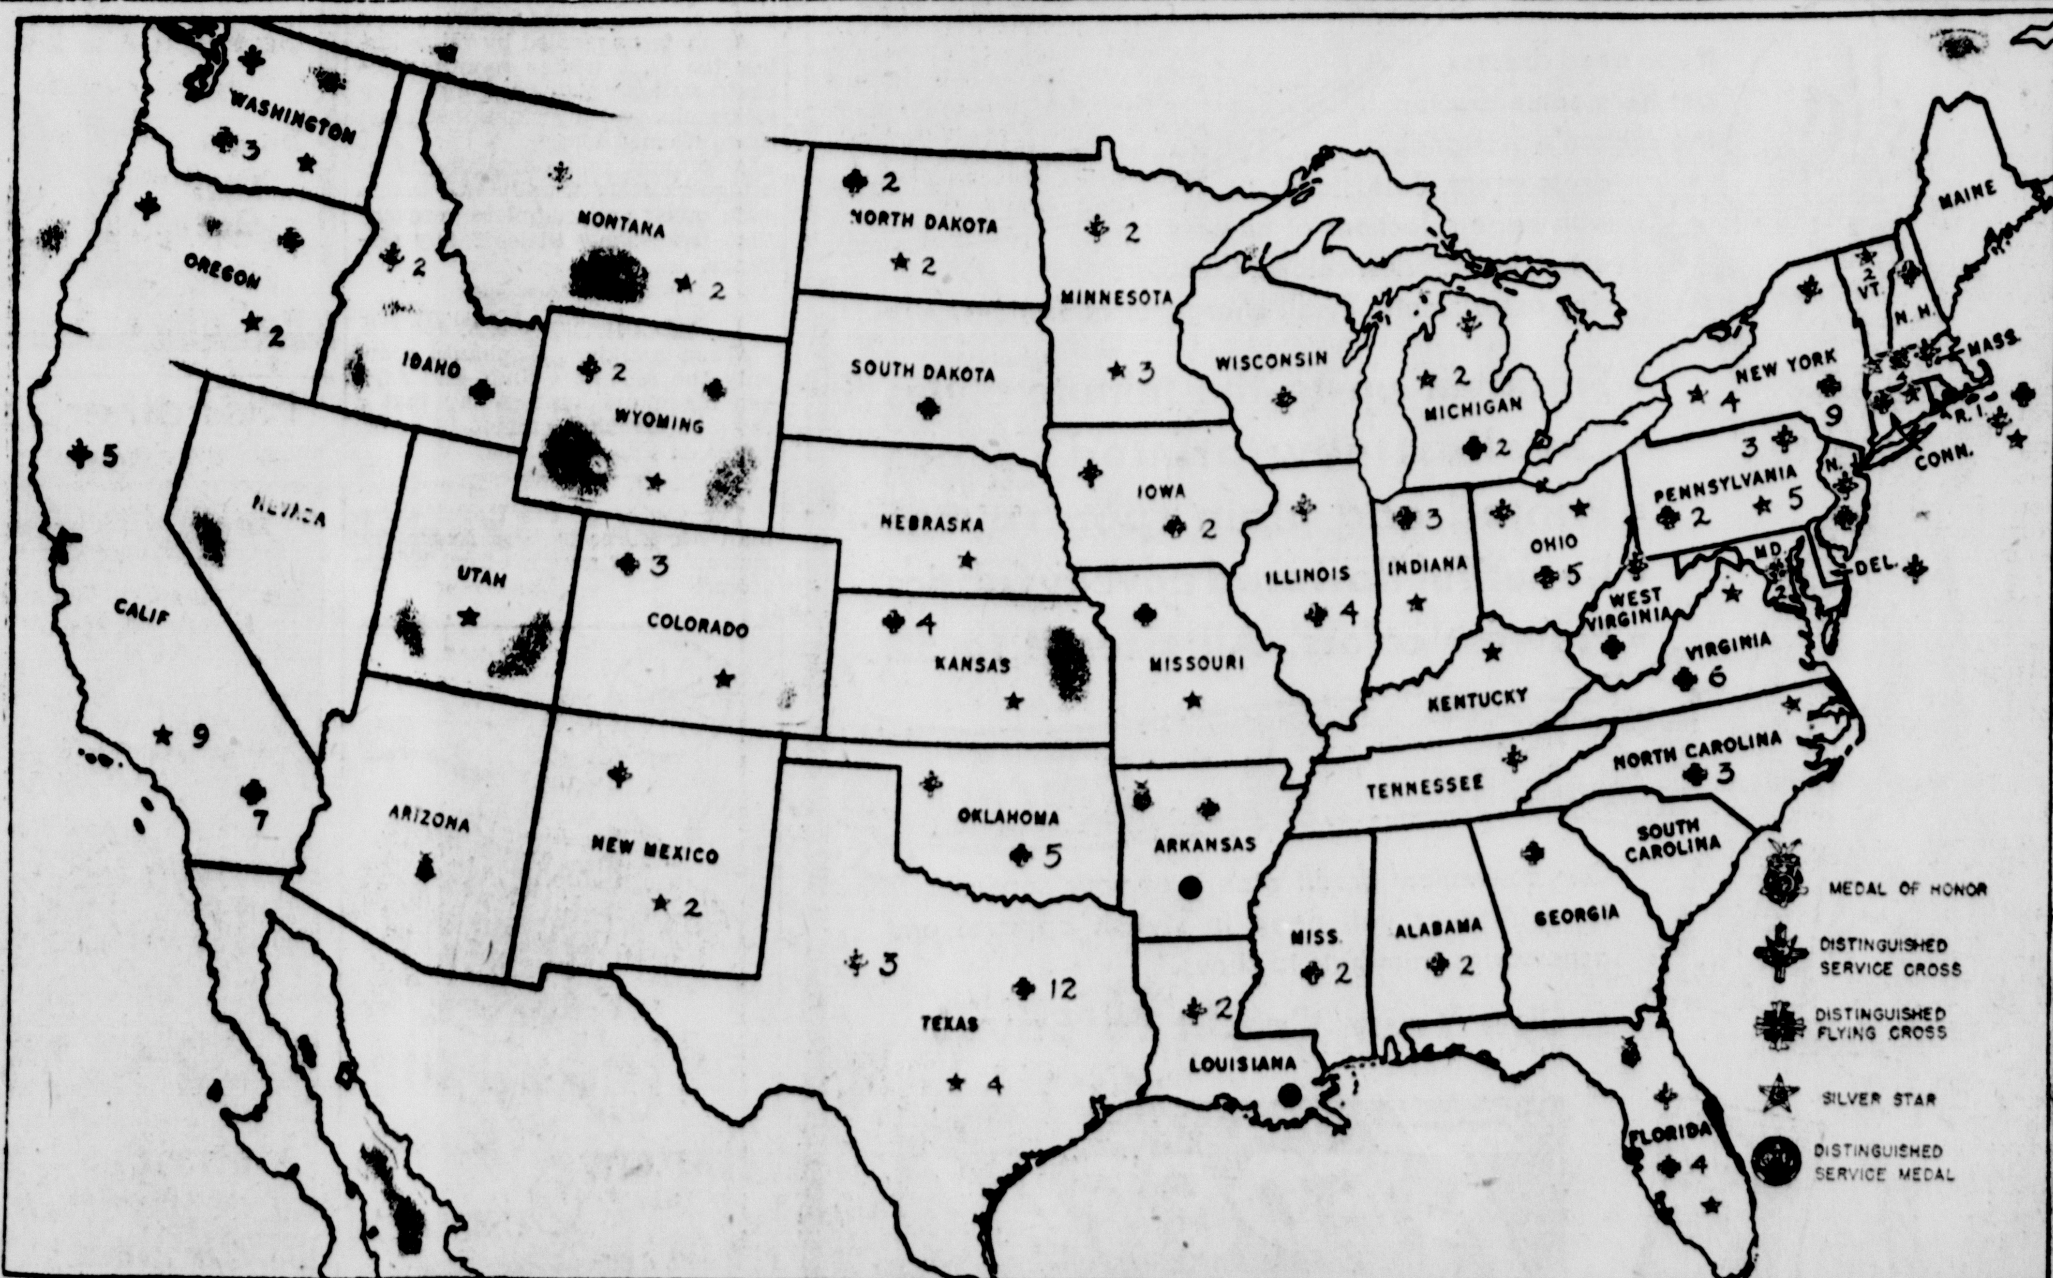 WASHINGTON
3
OREGON
2
2
IDAHO
MONTANA
2
2
WYOMING
2
NORTH DAKOTA
2
SOUTH DAKOTA
2
MINNESOTA
3
WISCONSIN
2
MICHIGAN
2
MAINE
2
VT.
N. H.
MASS.
NEW YORK
4
9
R. I.
CONN.
5
NEVADA
CALIF
9
7
UTAH
3
COLORADO
NEBRASKA
4
KANSAS
IOWA
2
ILLINOIS
4
3
INDIANA
OHIO
5
3
PENNSYLVANIA
2
5
N. J.
MD.
2
DEL.
WEST
VIRGINIA
VIRGINIA
6
MISSOURI
KENTUCKY
TENNESSEE
NORTH CAROLINA
3
ARIZONA
NEW MEXICO
2
OKLAHOMA
5
ARKANSAS
SOUTH
CAROLINA
3
12
TEXAS
4
2
LOUISIANA
MISS.
2
ALABAMA
2
GEORGIA
FLORIDA
4
MEDAL OF HONOR
DISTINGUISHED
SERVICE CROSS
DISTINGUISHED
FLYING CROSS
SILVER STAR
DISTINGUISHED
SERVICE MEDAL